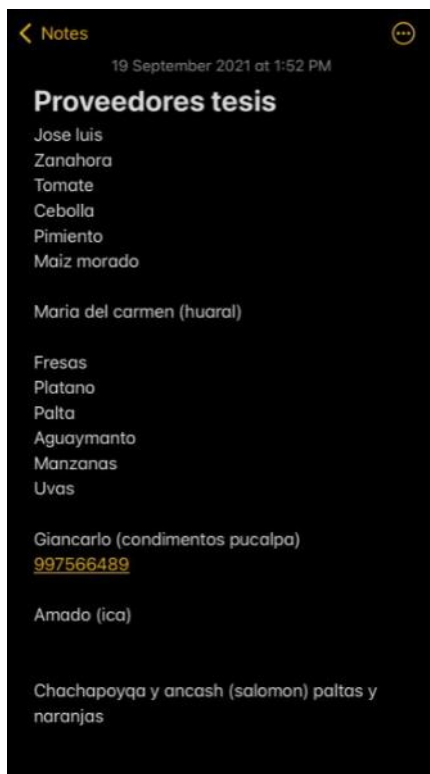 Notes
19 September 2021 at 1:52 PM
Proveedores tesis
Jose luis
Zanahora
Tomate
Cebolla
Pimiento
Maiz morado
Maria del carmen (huaral)
Fresas
Platano
Palta
Aguaymanto
Manzanas
Uvas
Giancarlo (condimentos pucalpa)
997566489
Amado (ica)
Chachapoyqa y ancash (salomon) paltas y
naranjas